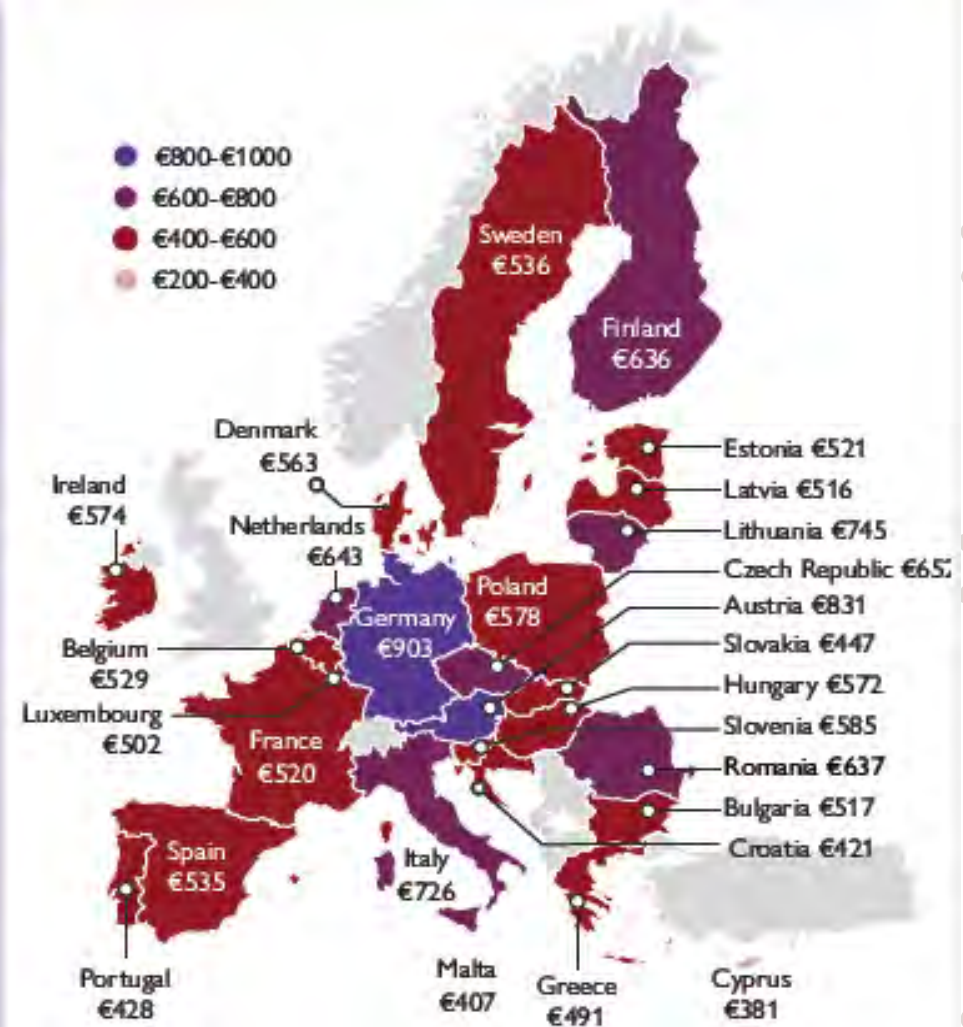 €800-€1000
€600-€800
€400-€600
€200-€400
Sweden
€536
Finland
€636
Denmark
€563
Ireland
€574
Netherlands
€643
Estonia €521
Latvia €516
Lithuania €745
Czech Republic
Poland
€578
Germany
€903
Austria €831
Belgium
€529
Slovakia €447
Hungary €572
Luxembourg
€502
Slovenia €585
France
€520
Romania €637
Bulgaria €517
Croatia €421
Spain
€535
Italy
€726
Portugal
€428
Malta
€407
Greece
€491
Cyprus
€381